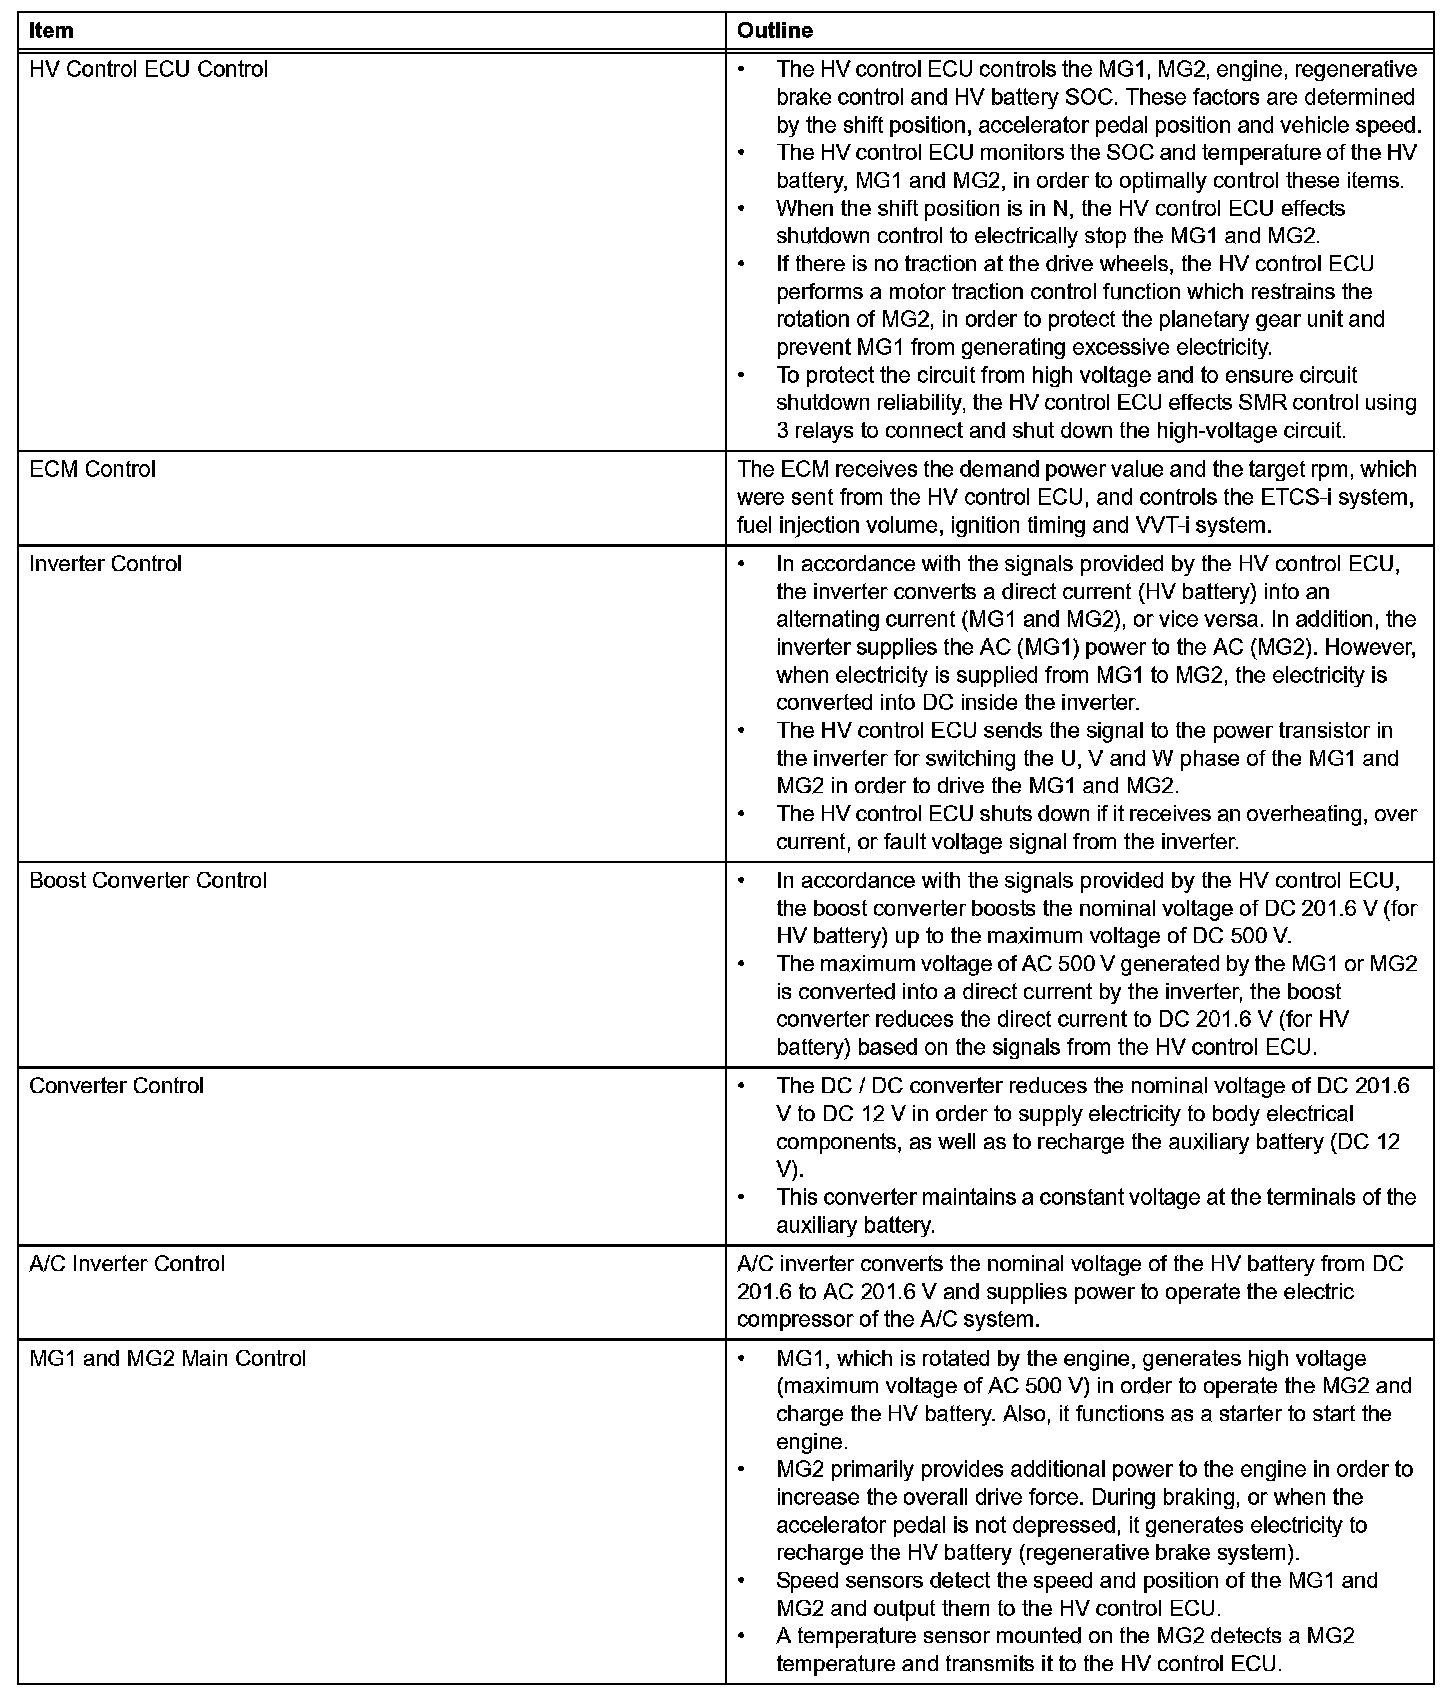 Item
Outline
HV Control ECU Control
• The HV control ECU controls the MG1, MG2, engine, regenerative
brake control and HV battery SOC. These factors are determined
by the shift position, accelerator pedal position and vehicle speed.
• The HV control ECU monitors the SOC and temperature of the HV
battery, MG1 and MG2, in order to optimally control these items.
• When the shift position is in N, the HV control ECU effects
shutdown control to electrically stop the MG1 and MG2.
• If there is no traction at the drive wheels, the HV control ECU
performs a motor traction control function which restrains the
rotation of MG2, in order to protect the planetary gear unit and
prevent MG1 from generating excessive electricity.
• To protect the circuit from high voltage and to ensure circuit
shutdown reliability, the HV control ECU effects SMR control using
3 relays to connect and shut down the high-voltage circuit.
ECM Control
The ECM receives the demand power value and the target rpm, which
were sent from the HV control ECU, and controls the ETCS-i system,
fuel injection volume, ignition timing and VVT-i system.
Inverter Control
• In accordance with the signals provided by the HV control ECU,
the inverter converts a direct current (HV battery) into an
alternating current (MG1 and MG2), or vice versa. In addition, the
inverter supplies the AC (MG1) power to the AC (MG2). However,
when electricity is supplied from MG1 to MG2, the electricity is
converted into DC inside the inverter.
• The HV control ECU sends the signal to the power transistor in
the inverter for switching the U, V and W phase of the MG1 and
MG2 in order to drive the MG1 and MG2.
• The HV control ECU shuts down if it receives an overheating, over
current, or fault voltage signal from the inverter.
Boost Converter Control
• In accordance with the signals provided by the HV control ECU,
the boost converter boosts the nominal voltage of DC 201.6 V (for
HV battery) up to the maximum voltage of DC 500 V.
• The maximum voltage of AC 500 V generated by the MG1 or MG2
is converted into a direct current by the inverter, the boost
converter reduces the direct current to DC 201.6 V (for HV
battery) based on the signals from the HV control ECU.
Converter Control
• The DC / DC converter reduces the nominal voltage of DC 201.6
V to DC 12 V in order to supply electricity to body electrical
components, as well as to recharge the auxiliary battery (DC 12
V).
• This converter maintains a constant voltage at the terminals of the
auxiliary battery.
A/C Inverter Control
A/C inverter converts the nominal voltage of the HV battery from DC
201.6 to AC 201.6 V and supplies power to operate the electric
compressor of the A/C system.
MG1 and MG2 Main Control
• MG1, which is rotated by the engine, generates high voltage
(maximum voltage of AC 500 V) in order to operate the MG2 and
charge the HV battery. Also, it functions as a starter to start the
engine.
• MG2 primarily provides additional power to the engine in order to
increase the overall drive force. During braking, or when the
accelerator pedal is not depressed, it generates electricity to
recharge the HV battery (regenerative brake system).
• Speed sensors detect the speed and position of the MG1 and
MG2 and output them to the HV control ECU.
• A temperature sensor mounted on the MG2 detects a MG2
temperature and transmits it to the HV control ECU.